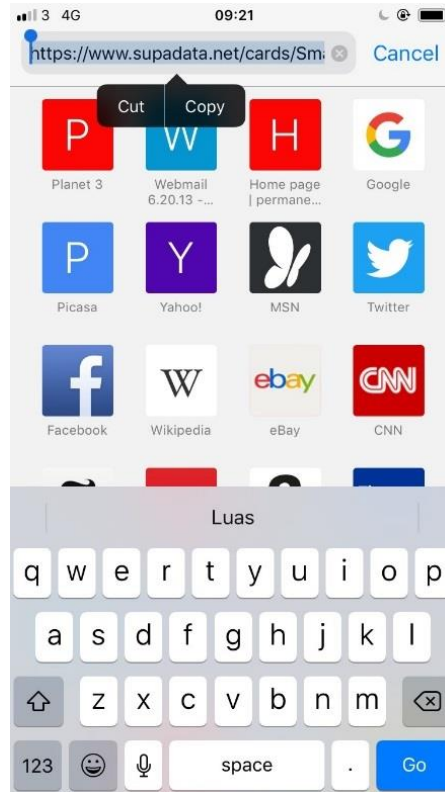 3 4G 09:21
https://www.supadata.net/cards/Sma Cancel
Cut Copy
P W H G
Planet 3 Webmail 6.20.13 -... Home page | permane... Google
P Y
Picasa Yahoo! MSN Twitter
f W ebay CNN
Facebook Wikipedia eBay CNN
Luas
q w e r t y u i o p
a s d f g h j k l
z x c v b n m
123 space . Go